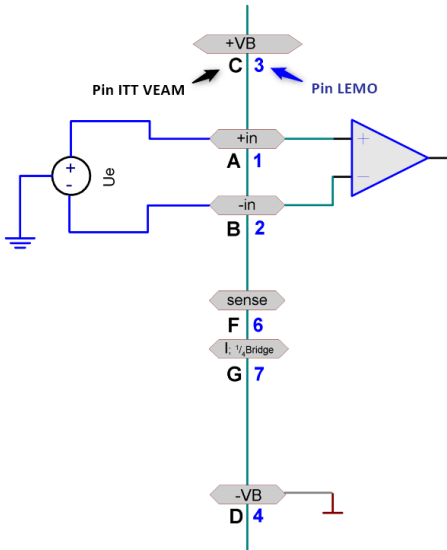 +VB
C 3
Pin ITT VEAM
Pin LEMO
+in
A 1
+
-
Ue
+
-
-in
B 2
sense
F 6
I; 1/4Bridge
G 7
-VB
D 4